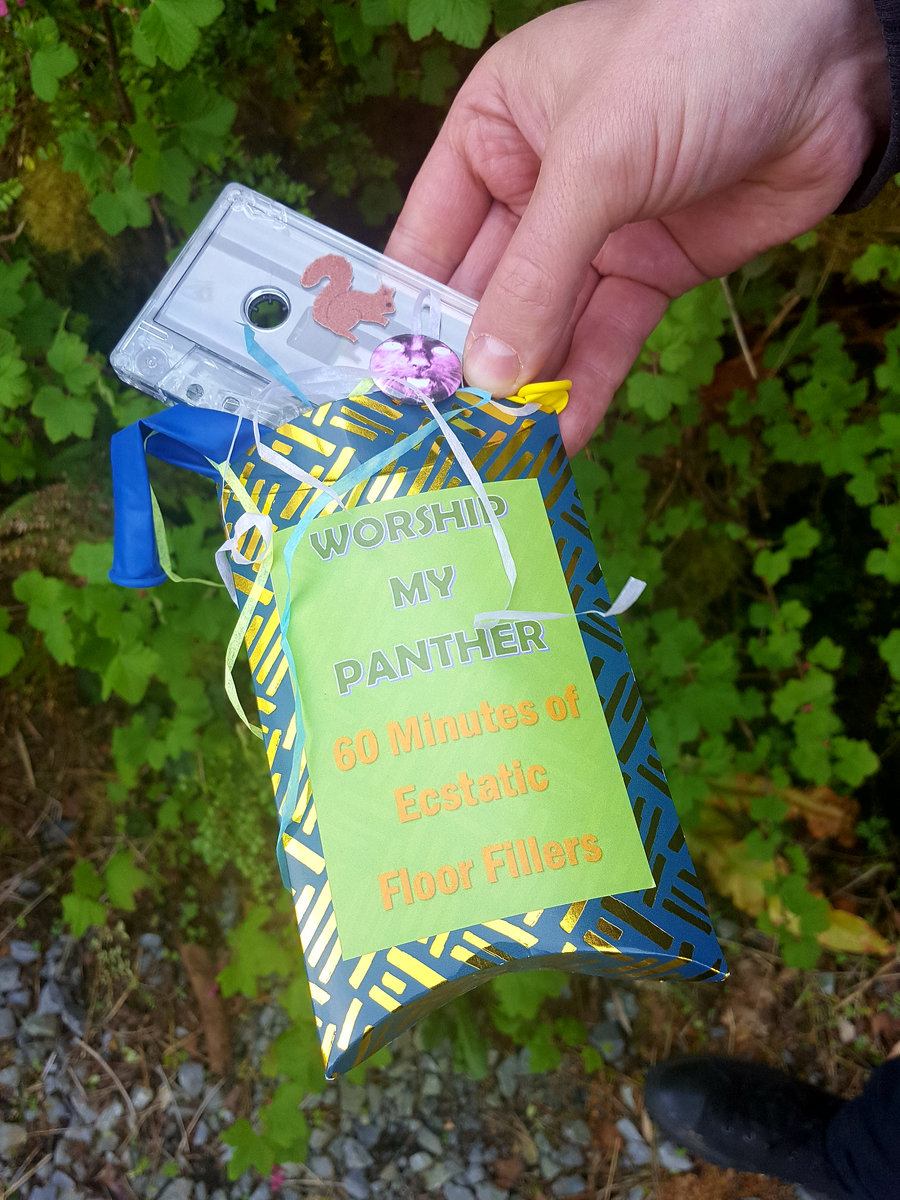 WORSHIP
MY
PANTHER
60 Minutes of
Ecstatic
Floor Fillers